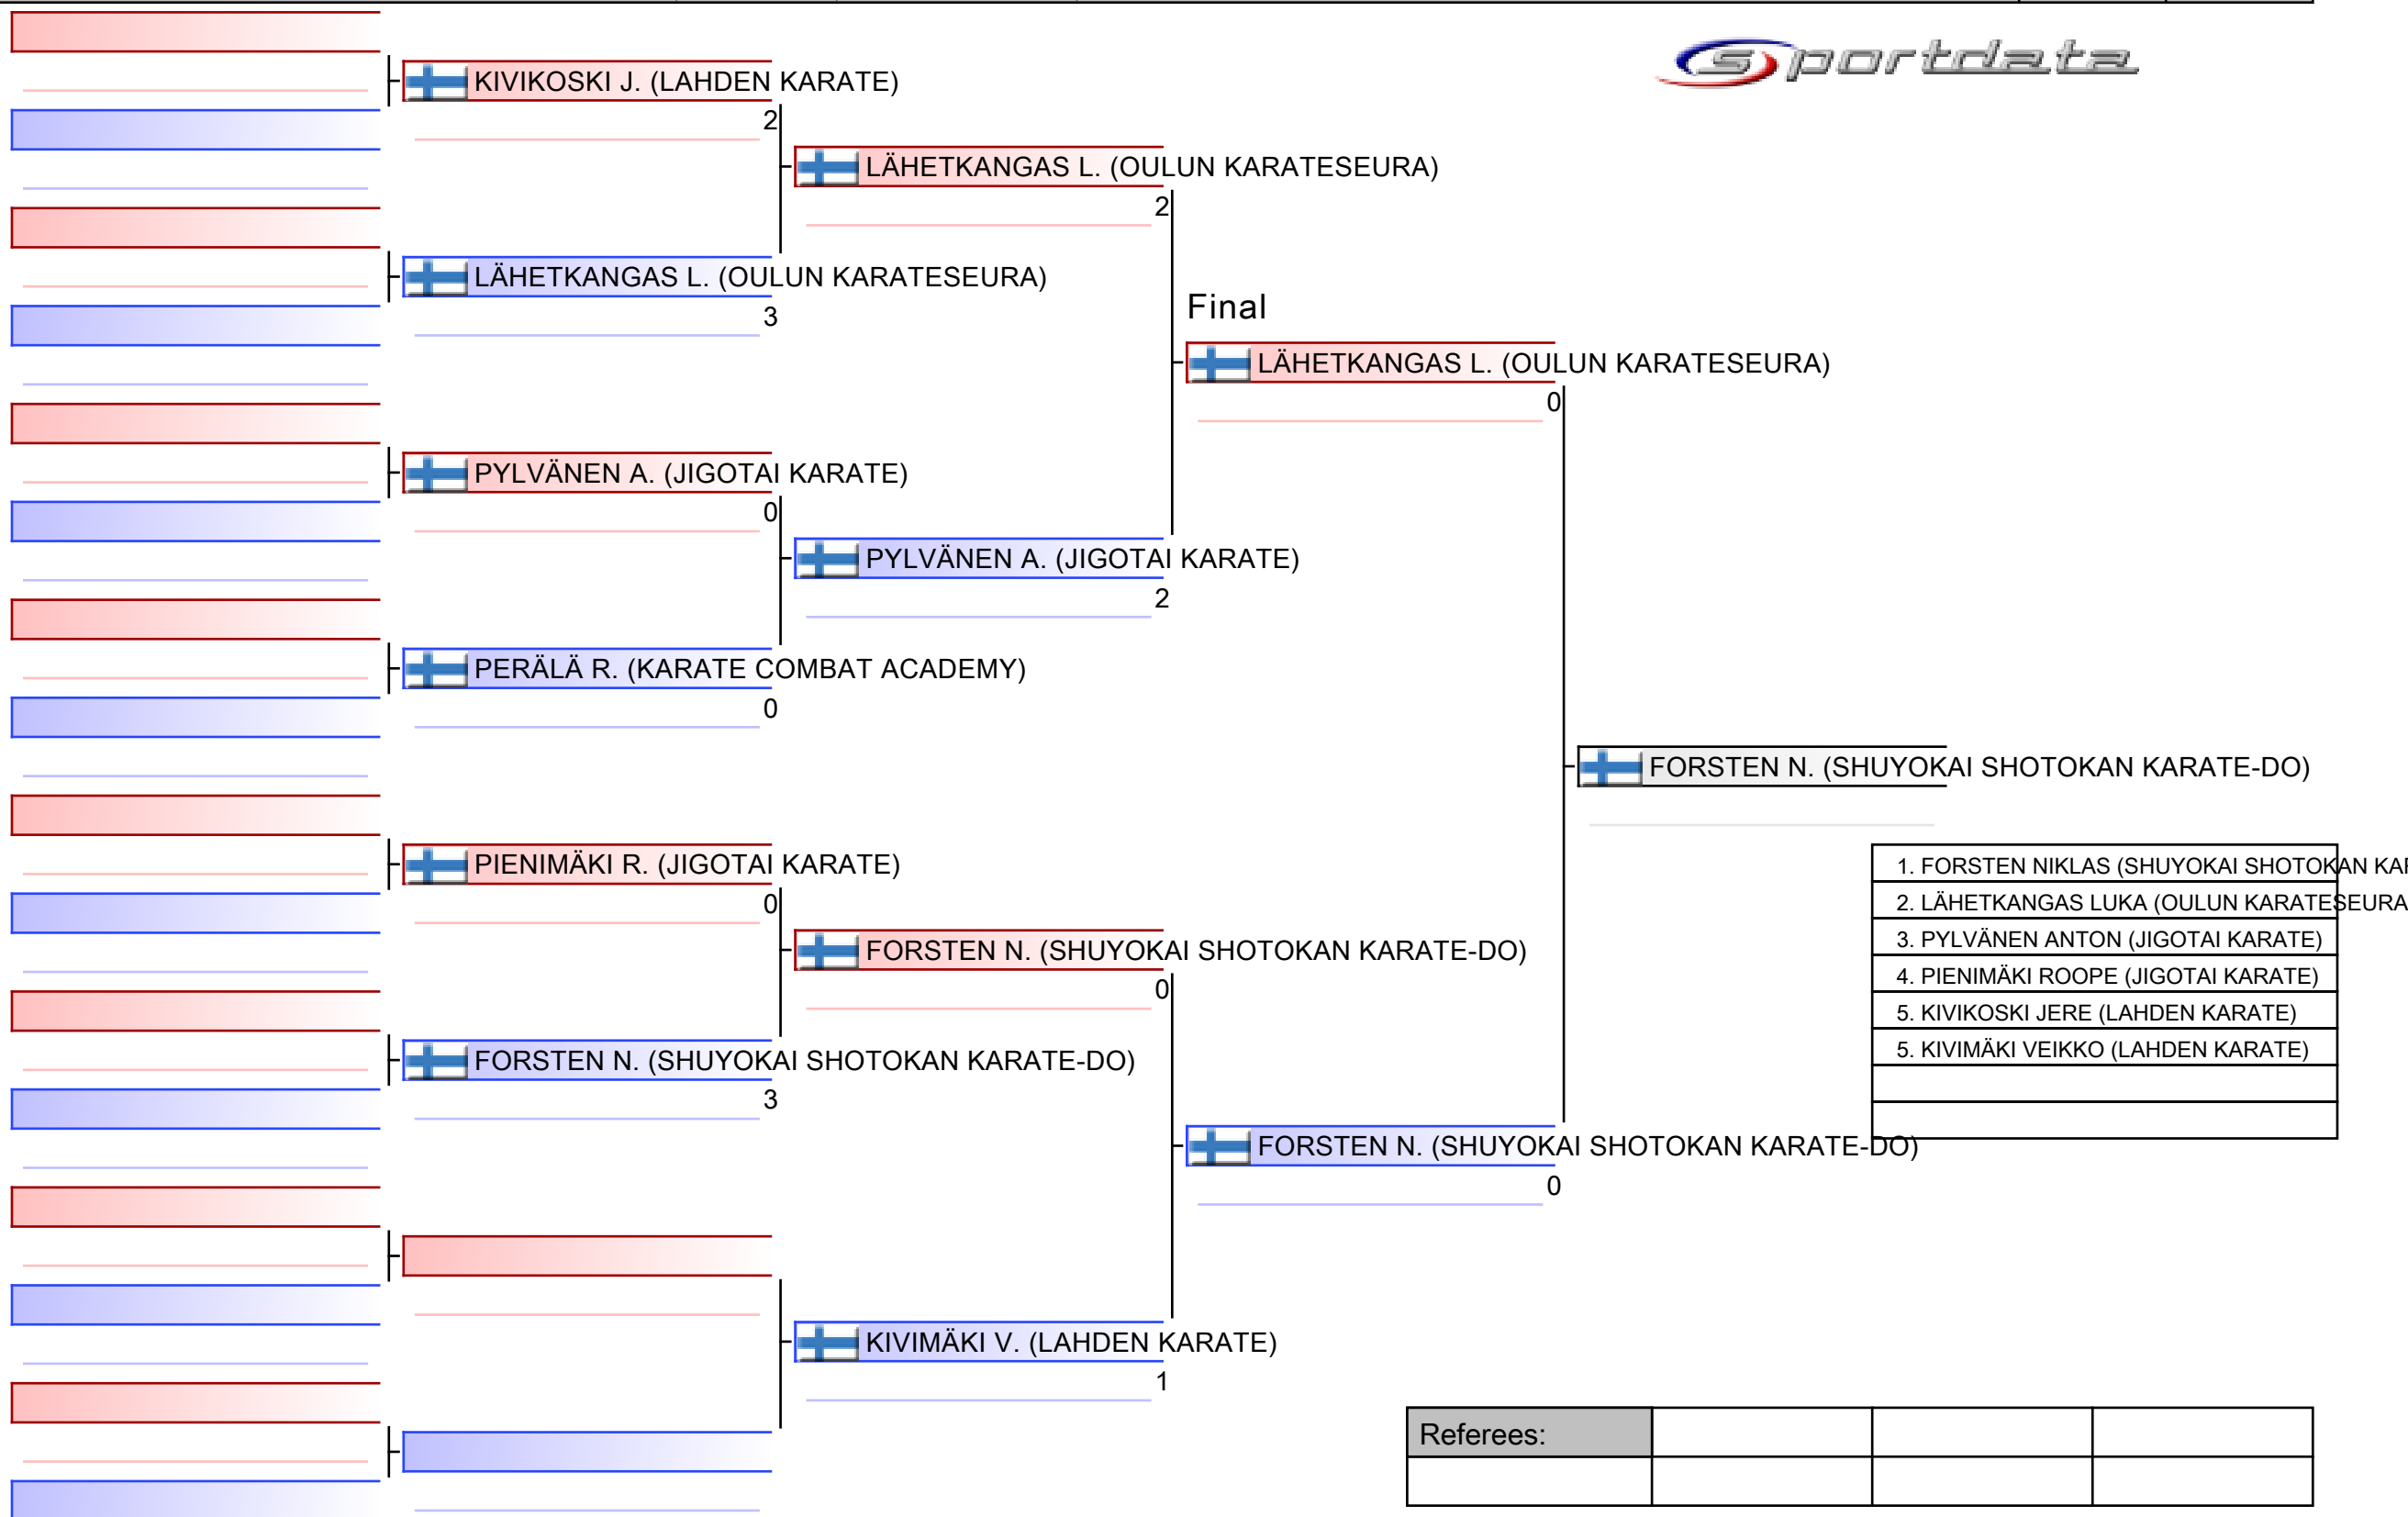 sportdata
KIVIKOSKI J. (LAHDEN KARATE)
2
LÄHETKANGAS L. (OULUN KARATESEURA)
2
LÄHETKANGAS L. (OULUN KARATESEURA)
3
Final
LÄHETKANGAS L. (OULUN KARATESEURA)
0
PYLVÄNEN A. (JIGOTAI KARATE)
0
PYLVÄNEN A. (JIGOTAI KARATE)
2
PERÄLÄ R. (KARATE COMBAT ACADEMY)
0
FORSTEN N. (SHUYOKAI SHOTOKAN KARATE-DO)
PIENIMÄKI R. (JIGOTAI KARATE)
0
FORSTEN N. (SHUYOKAI SHOTOKAN KARATE-DO)
0
FORSTEN N. (SHUYOKAI SHOTOKAN KARATE-DO)
3
FORSTEN N. (SHUYOKAI SHOTOKAN KARATE-DO)
0
KIVIMÄKI V. (LAHDEN KARATE)
1
1. FORSTEN NIKLAS (SHUYOKAI SHOTOKAN KAR
2. LÄHETKANGAS LUKA (OULUN KARATESEURA
3. PYLVÄNEN ANTON (JIGOTAI KARATE)
4. PIENIMÄKI ROOPE (JIGOTAI KARATE)
5. KIVIKOSKI JERE (LAHDEN KARATE)
5. KIVIMÄKI VEIKKO (LAHDEN KARATE)
Referees: